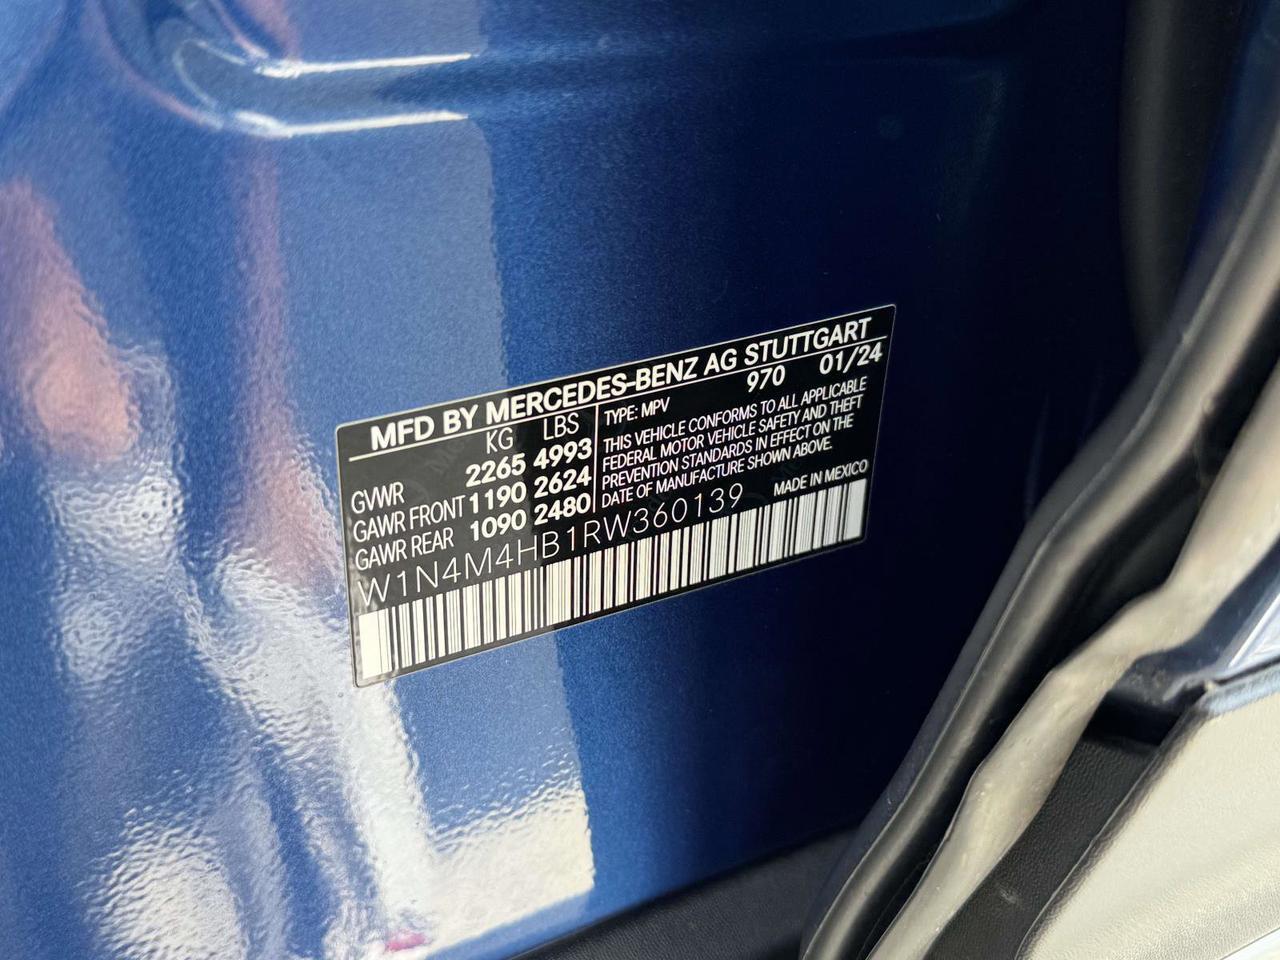 MFD BY MERCEDES-BENZ AG STUTTGART
KG LBS
GVWR 2265 4993
GAWR FRONT 1190 2624
GAWR REAR 1090 2480
970 01/24
TYPE: MPV
THIS VEHICLE CONFORMS TO ALL APPLICABLE
FEDERAL MOTOR VEHICLE SAFETY AND THEFT
PREVENTION STANDARDS IN EFFECT ON THE
DATE OF MANUFACTURE SHOWN ABOVE.
W1N4M4HB1RW360139
MADE IN MEXICO